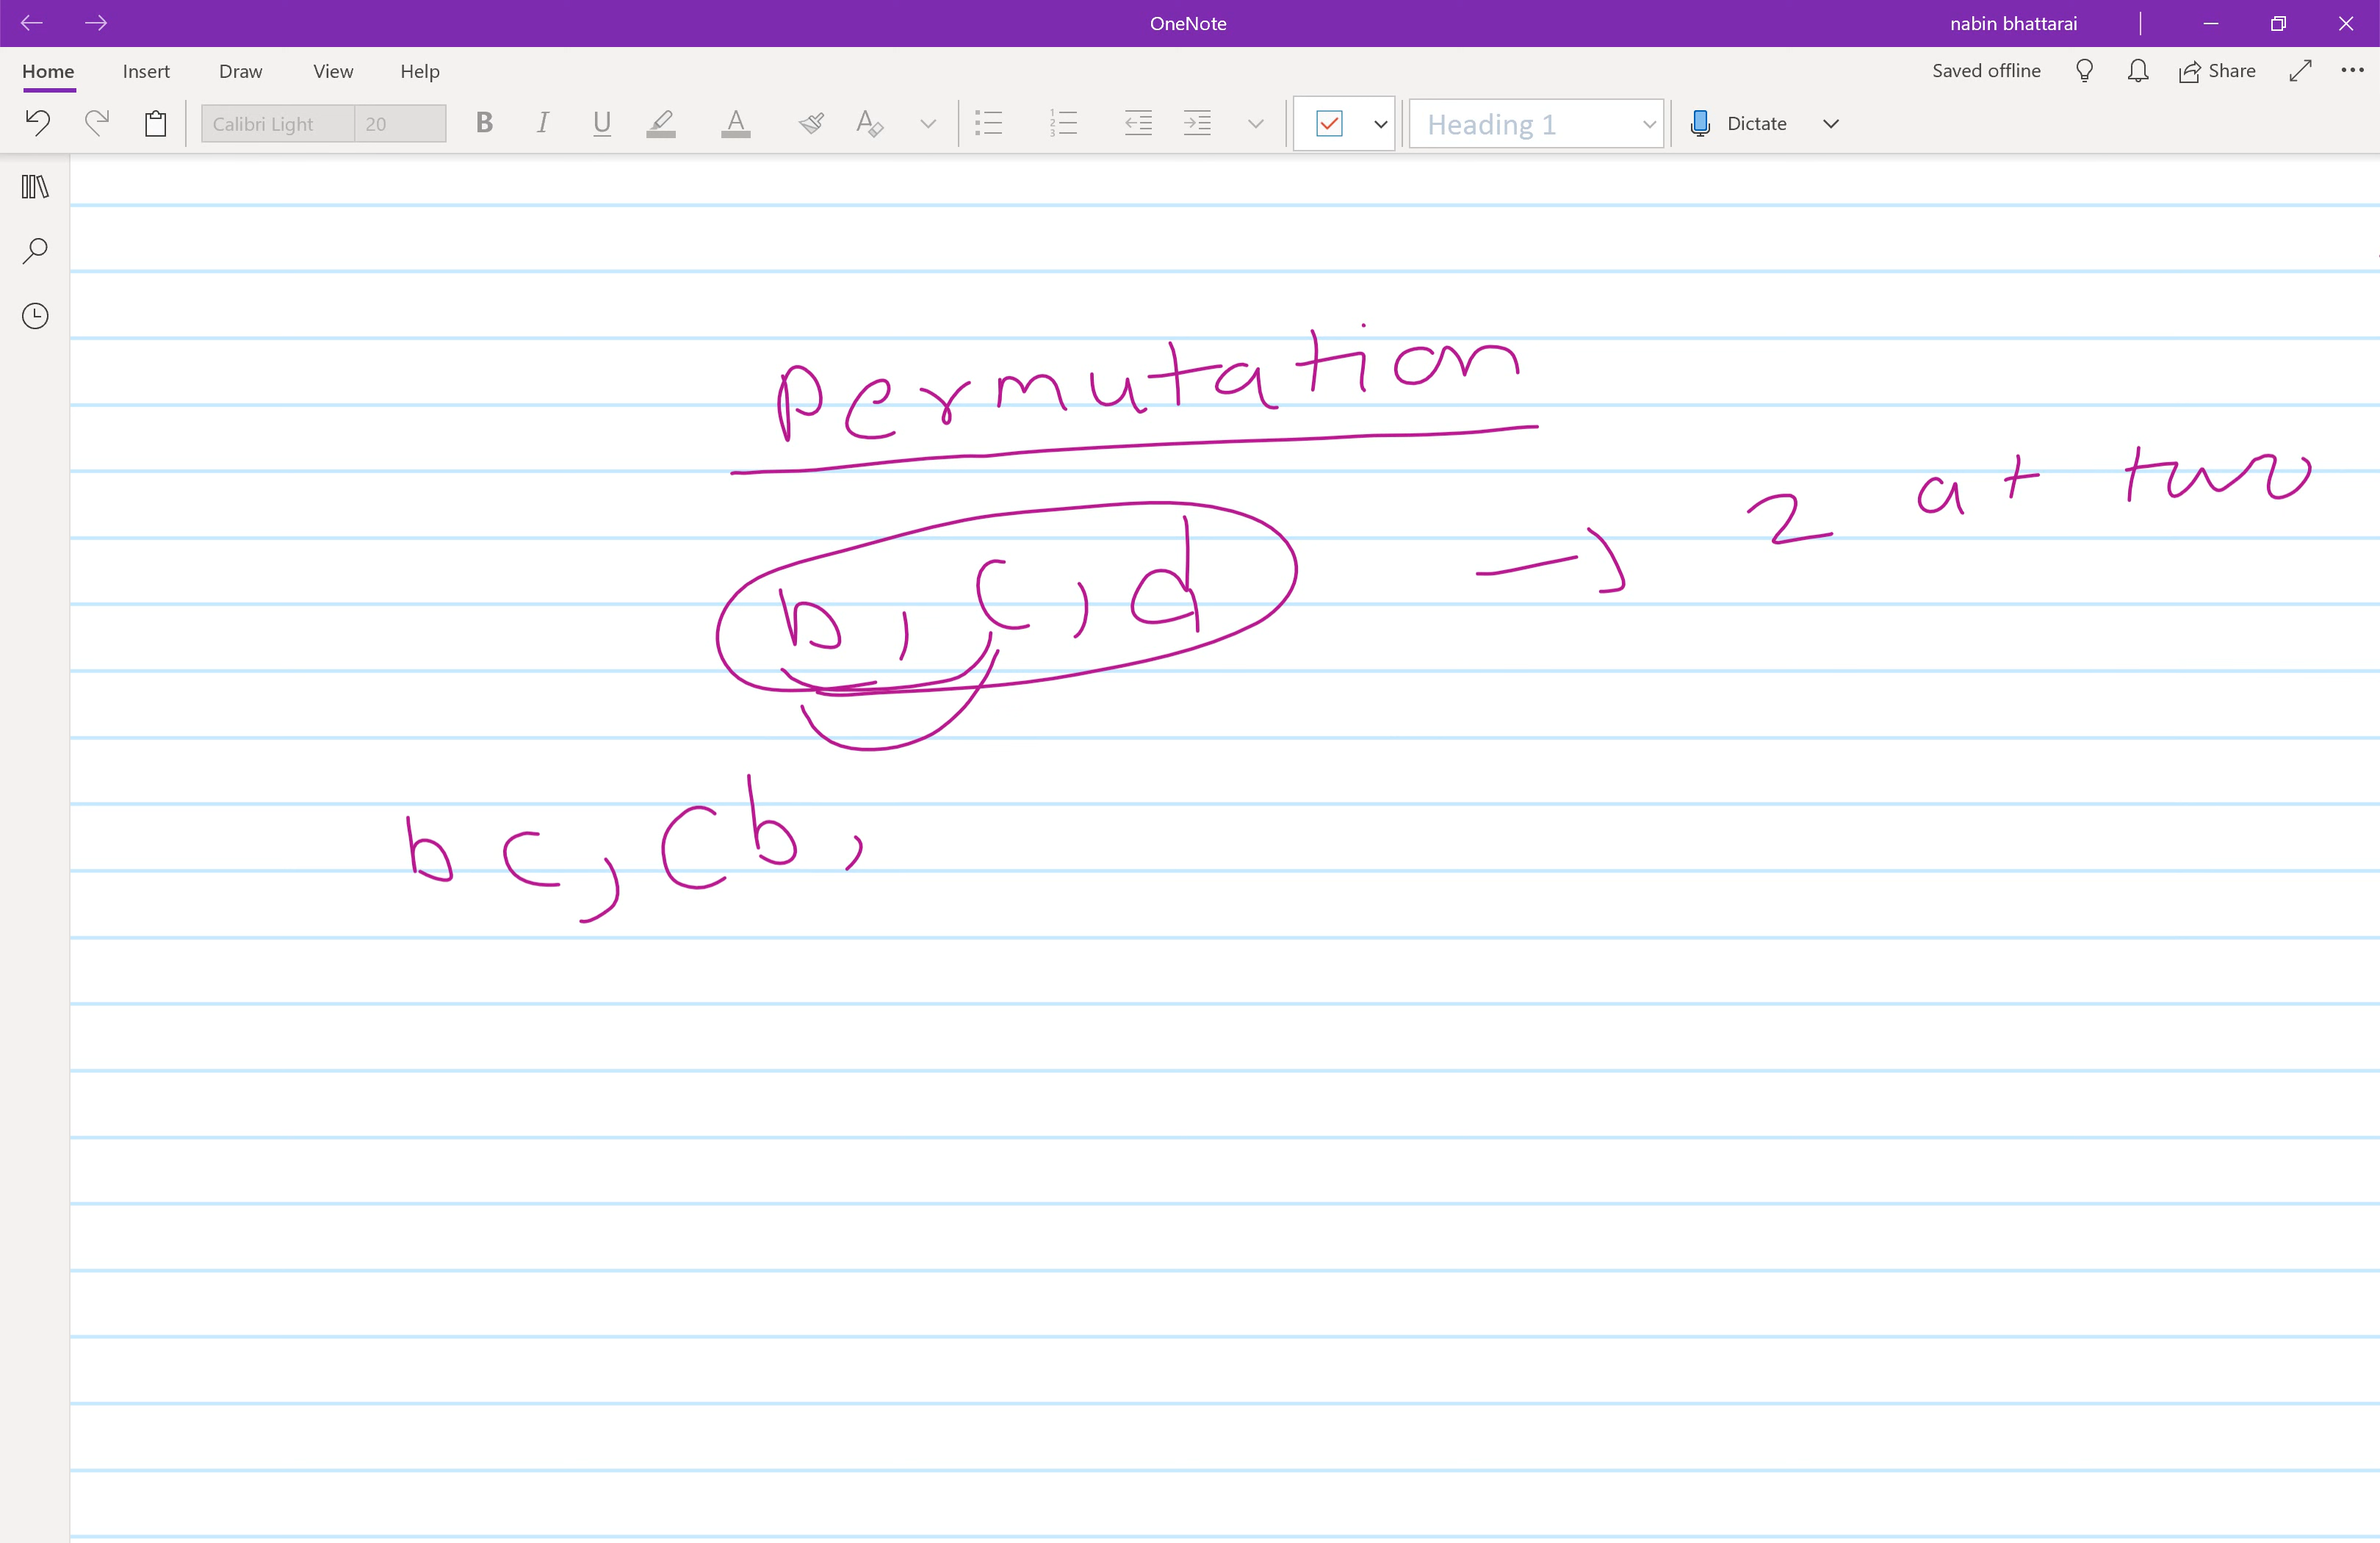 OneNote
nabin bhattarai
Home Insert Draw View Help
Saved offline Share
Calibri Light 20 B I U A A Heading 1 Dictate
permutation
b, c, d → 2 at two
bc, cb,